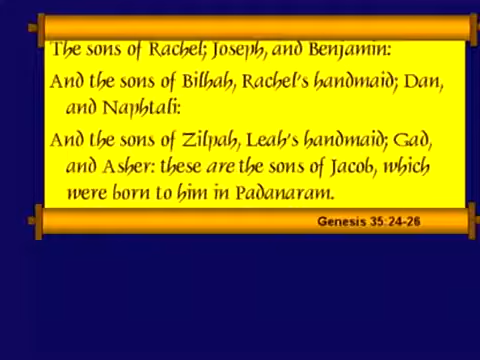 The sons of Rachel; Joseph, and Benjamin:
And the sons of Bilhah, Rachel's handmaid; Dan,
and Naphtali:
And the sons of Zilpah, Leah's handmaid; Gad,
and Asher: these are the sons of Jacob, which
were born to him in Padanaram.
Genesis 35:24-26